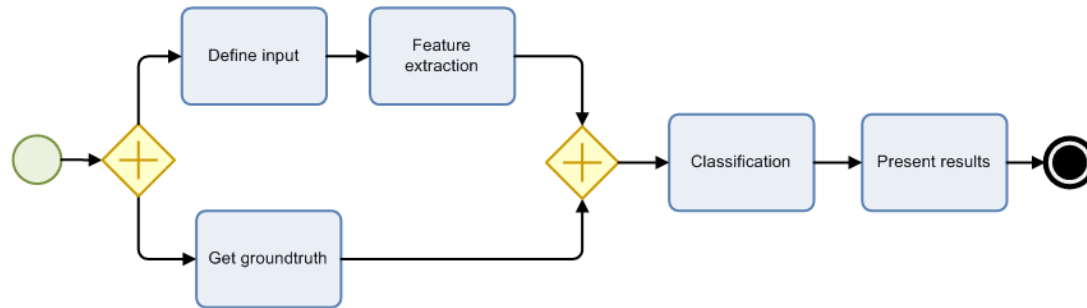 Define input
Feature
extraction
Classification
Present results
Get groundtruth